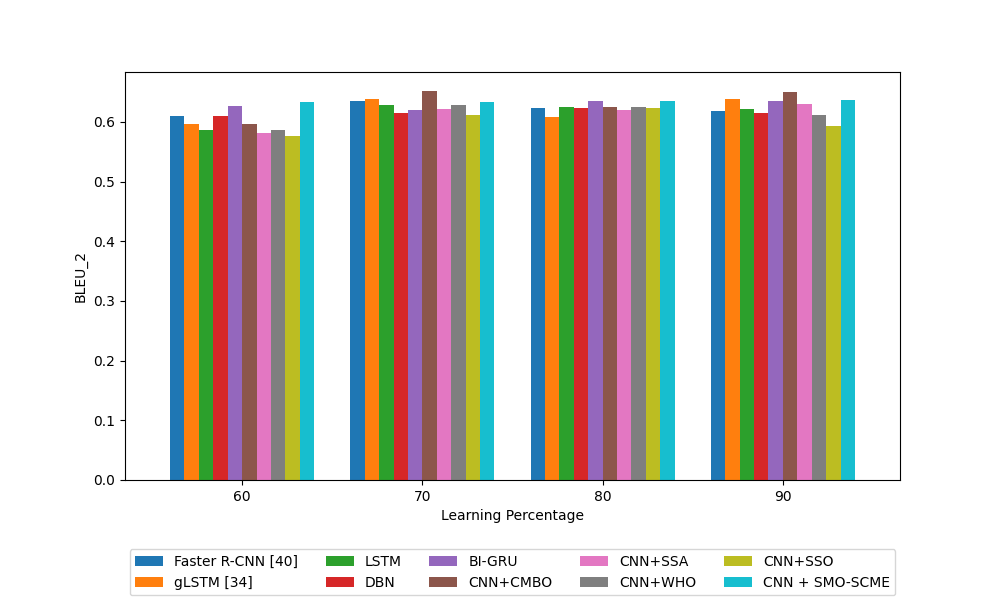 BLEU_2
0.6
0.5
0.4
0.3
0.2
0.1
0.0
60 70 80 90
Learning Percentage
Faster R-CNN [40] LSTM BI-GRU CNN+SSA CNN+SSO
gLSTM [34] DBN CNN+CMBO CNN+WHO CNN + SMO-SCME